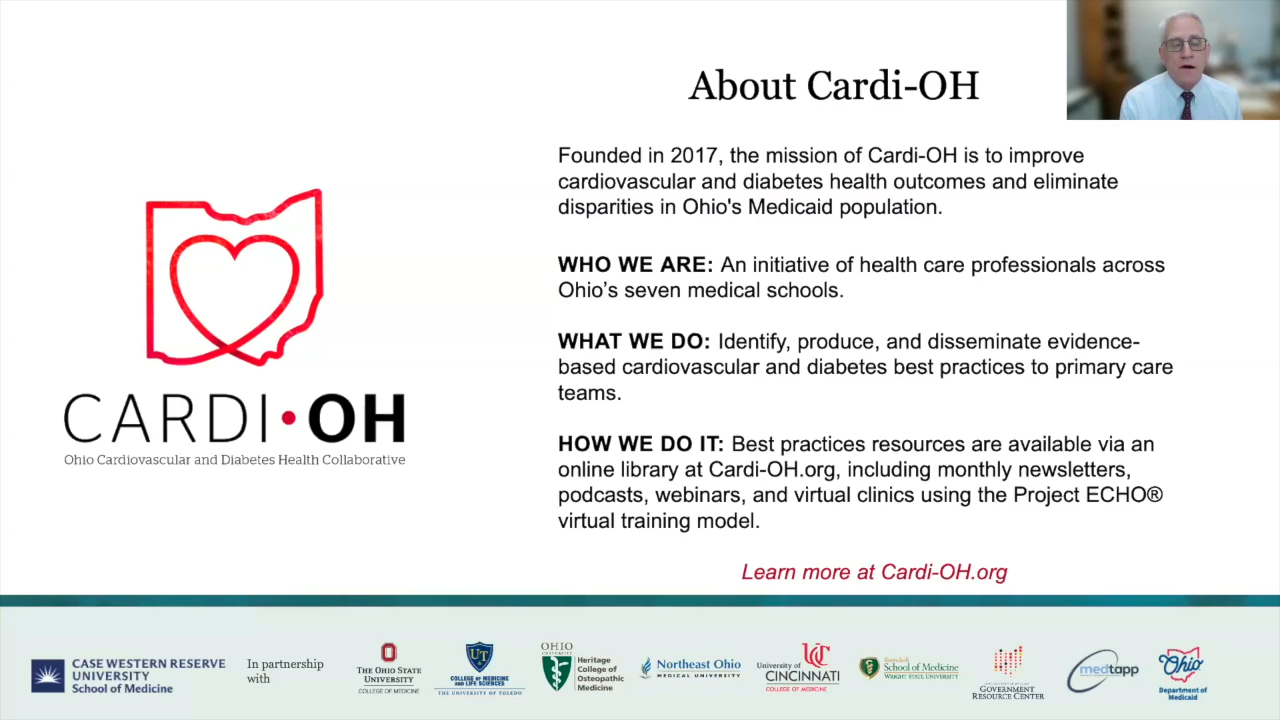 About Cardi-OH
Founded in 2017, the mission of Cardi-OH is to improve
cardiovascular and diabetes health outcomes and eliminate
disparities in Ohio's Medicaid population.
WHO WE ARE: An initiative of health care professionals across
Ohio’s seven medical schools.
WHAT WE DO: Identify, produce, and disseminate evidence-
based cardiovascular and diabetes best practices to primary care
teams.
HOW WE DO IT: Best practices resources are available via an
online library at Cardi-OH.org, including monthly newsletters,
podcasts, webinars, and virtual clinics using the Project ECHO®
virtual training model.
Learn more at Cardi-OH.org
CARDI•OH
Ohio Cardiovascular and Diabetes Health Collaborative
CASE WESTERN RESERVE
UNIVERSITY
School of Medicine
In partnership
with
THE OHIO STATE
UNIVERSITY
COLLEGE OF MEDICINE
UT
COLLEGE OF MEDICINE
AND LIFE SCIENCES
THE UNIVERSITY OF TOLEDO
OHIO
UNIVERSITY
Heritage
College of
Osteopathic
Medicine
Northeast Ohio
MEDICAL UNIVERSITY
UC
University of
CINCINNATI
COLLEGE OF MEDICINE
Boonshoft
School of Medicine
WRIGHT STATE UNIVERSITY
GOVERNMENT
RESOURCE CENTER
medtapp
Ohio
Department of
Medicaid